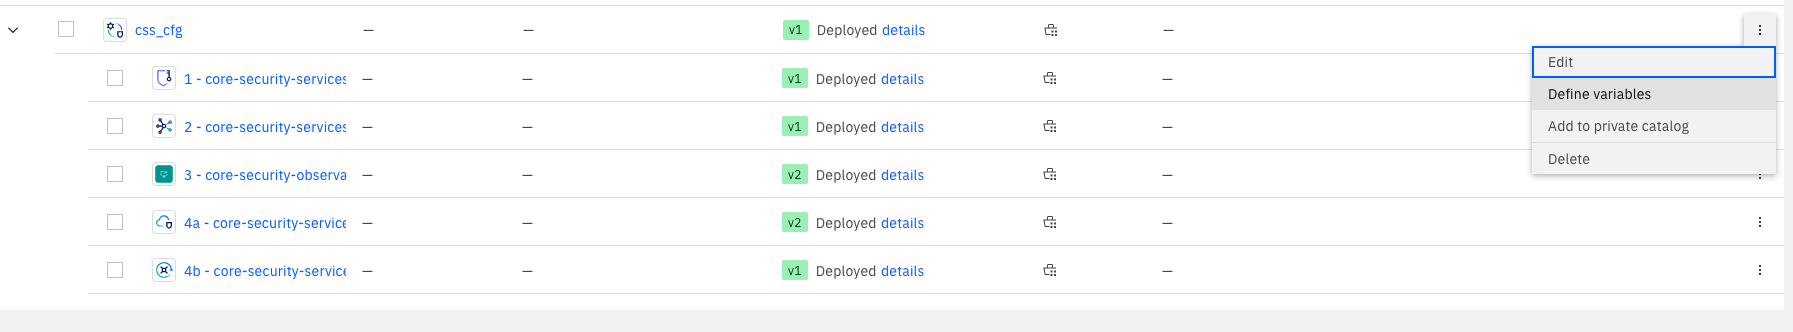 css_cfg — — v1 Deployed details —
Edit
1 - core-security-services — — v1 Deployed details —
Define variables
2 - core-security-services — — v1 Deployed details —
Add to private catalog
Delete
3 - core-security-observa — — v2 Deployed details —
4a - core-security-service — — v2 Deployed details —
4b - core-security-service — — v1 Deployed details —